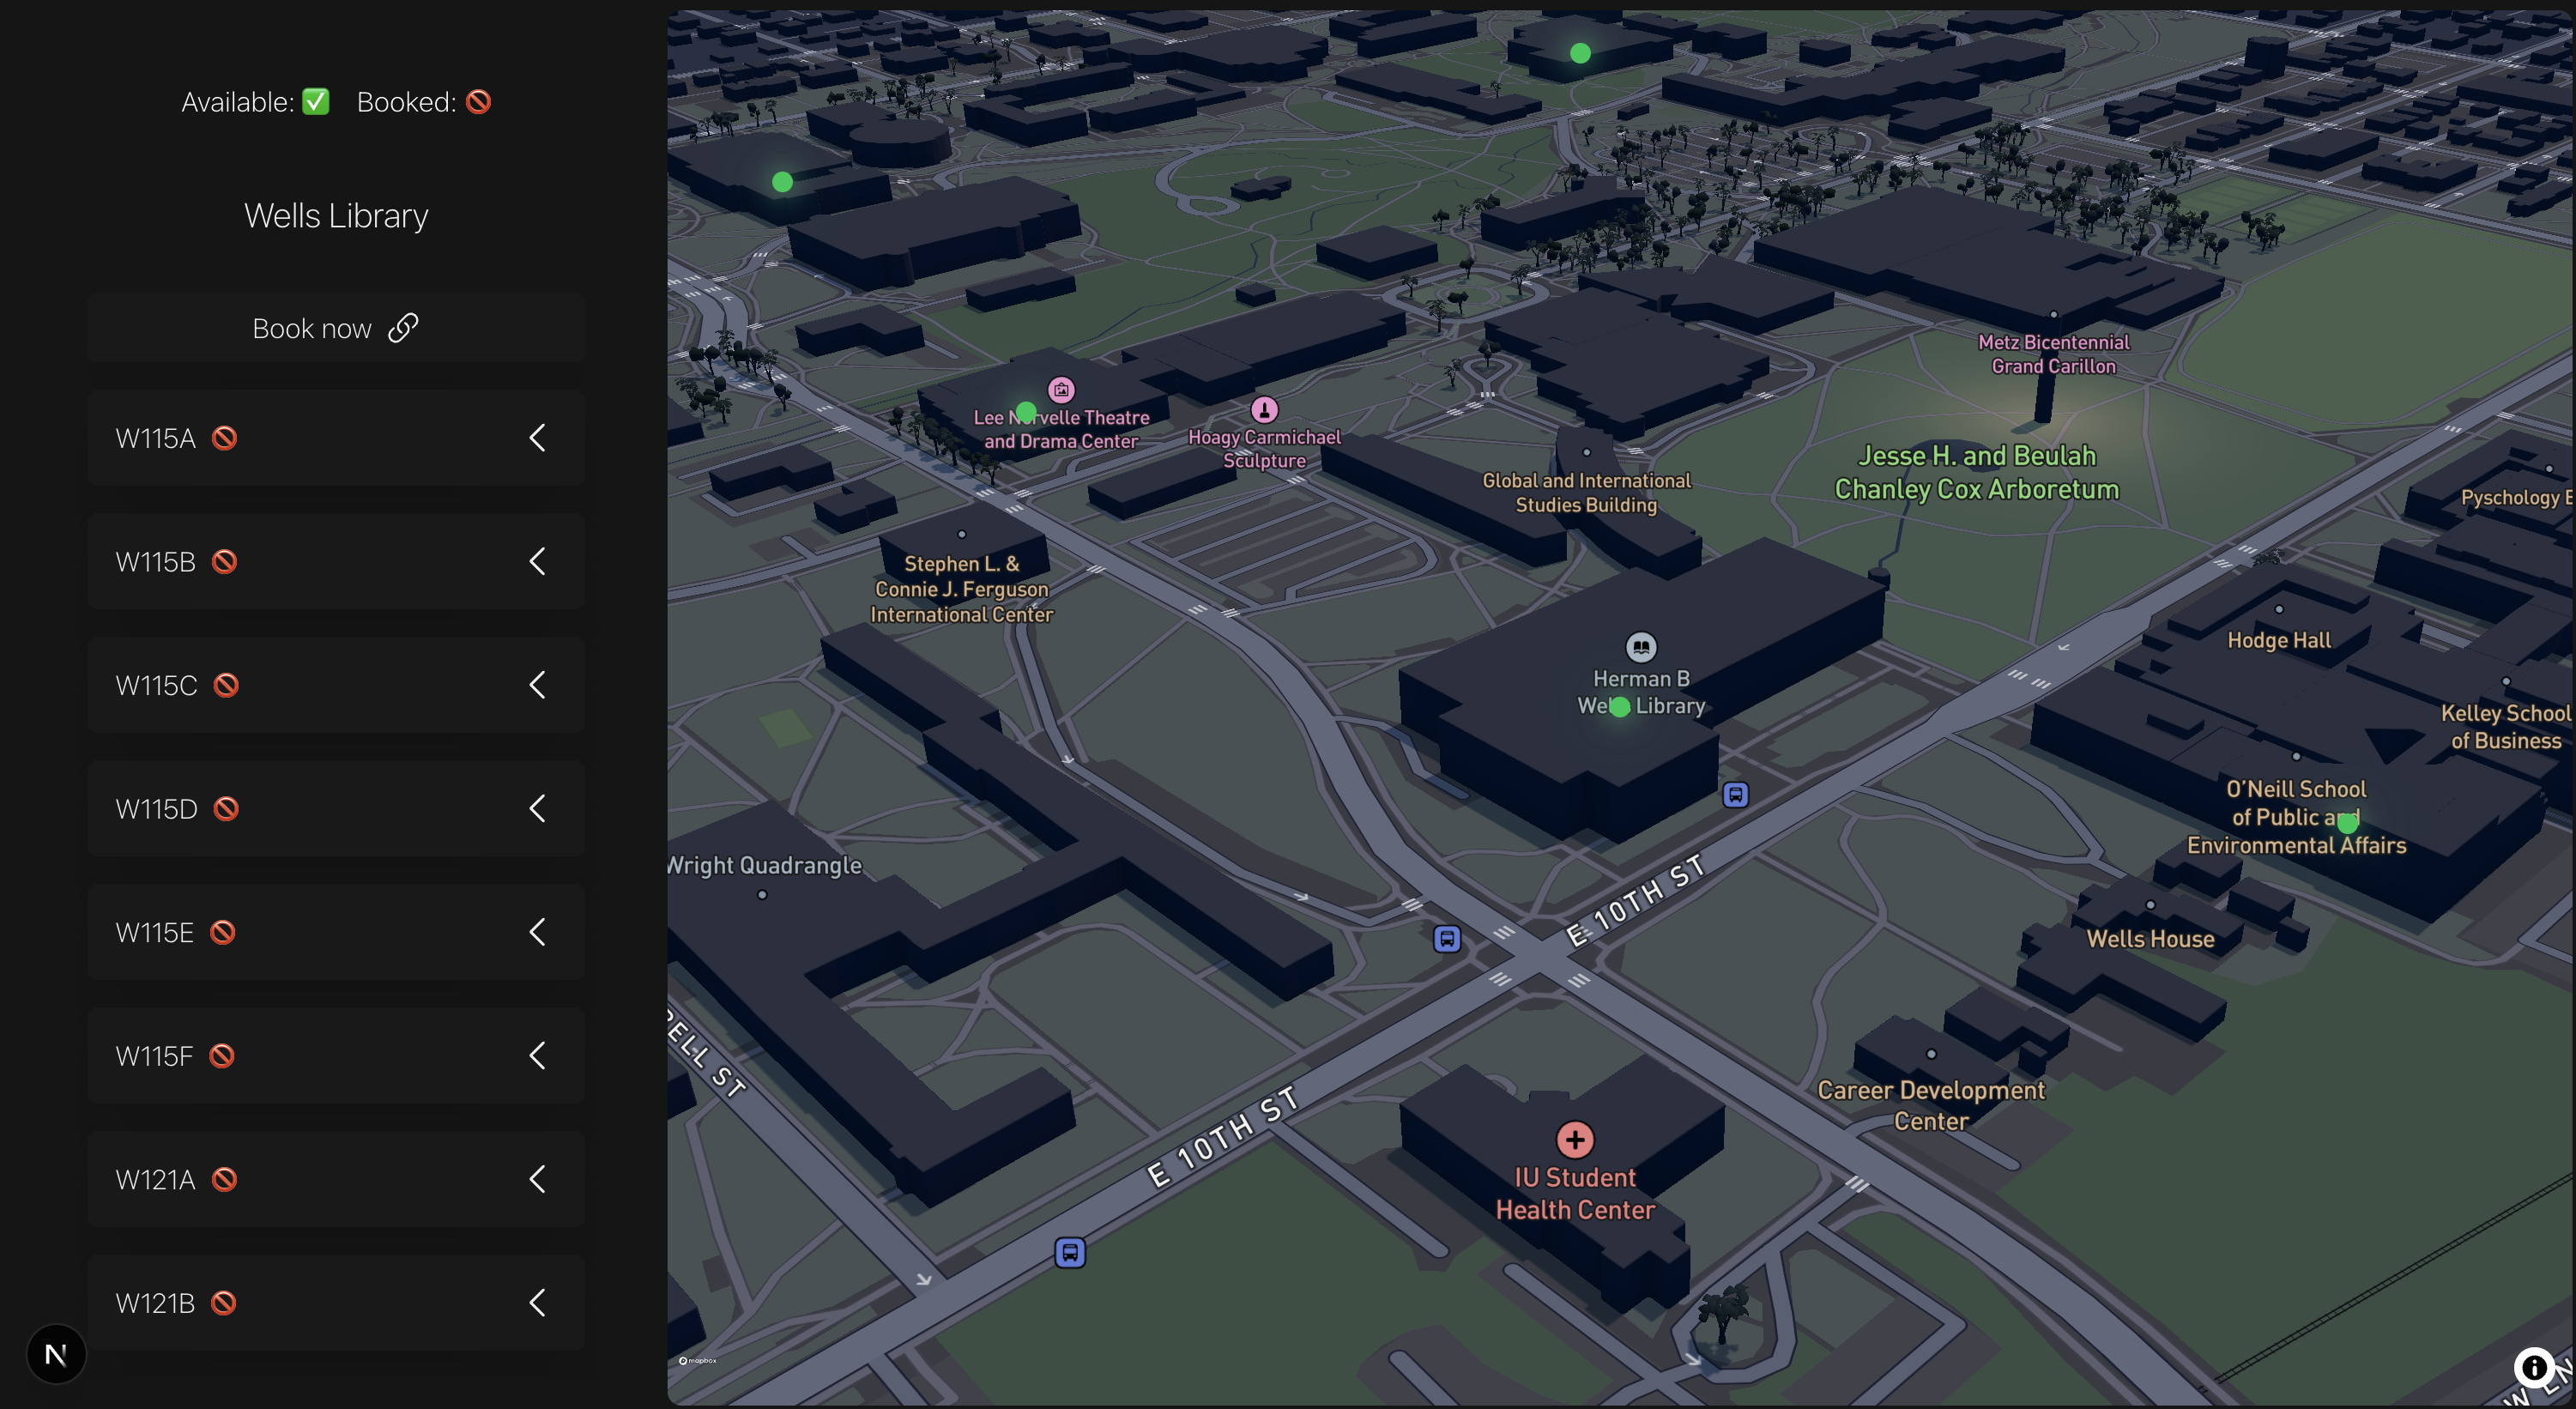 Available: ✅ Booked: 🚫
Wells Library
Book now
W115A 🚫
W115B 🚫
W115C 🚫
W115D 🚫
W115E 🚫
W115F 🚫
W121A 🚫
W121B 🚫
N
Metz Bicentennial
Grand Carillon
Lee Norvelle Theatre
and Drama Center
Hoagy Carmichael
Sculpture
Jesse H. and Beulah
Chanley Cox Arboretum
Global and International
Studies Building
Pyschology
Stephen L. &
Connie J. Ferguson
International Center
Hodge Hall
Herman B
Wells Library
Kelley School
of Business
O'Neill School
of Public and
Environmental Affairs
Wright Quadrangle
E 10TH ST
Wells House
ELL ST
Career Development
Center
E 10TH ST
IU Student
Health Center
mapbox